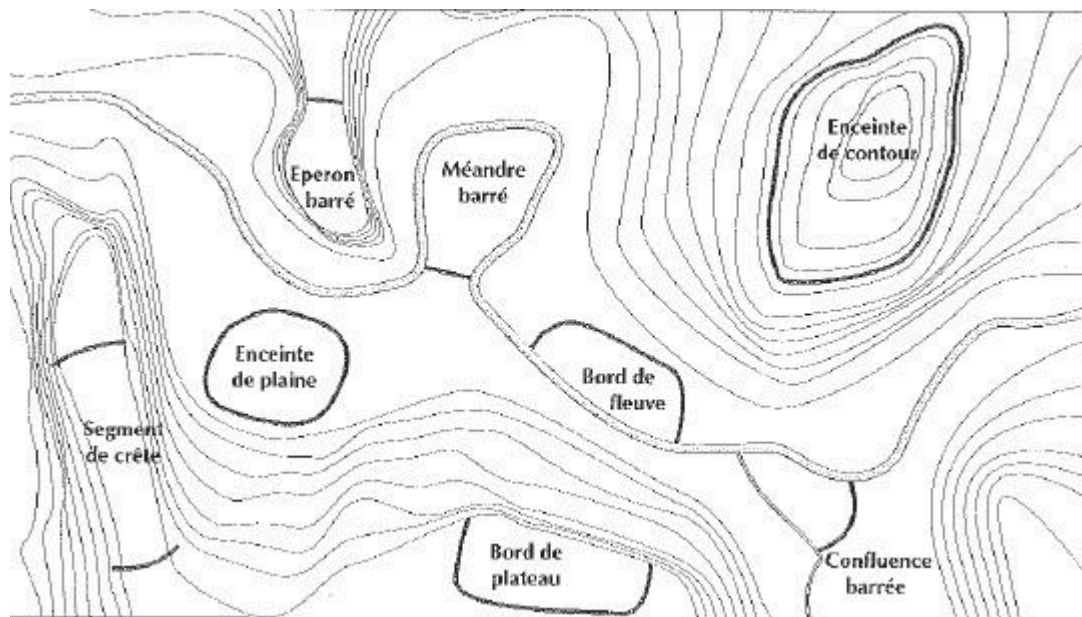 Enceinte
de contour
Eperon
barré
Méandre
barré
Enceinte
de plaine
Bord de
fleuve
Segment
de crête
Bord de
plateau
Confluence
barrée